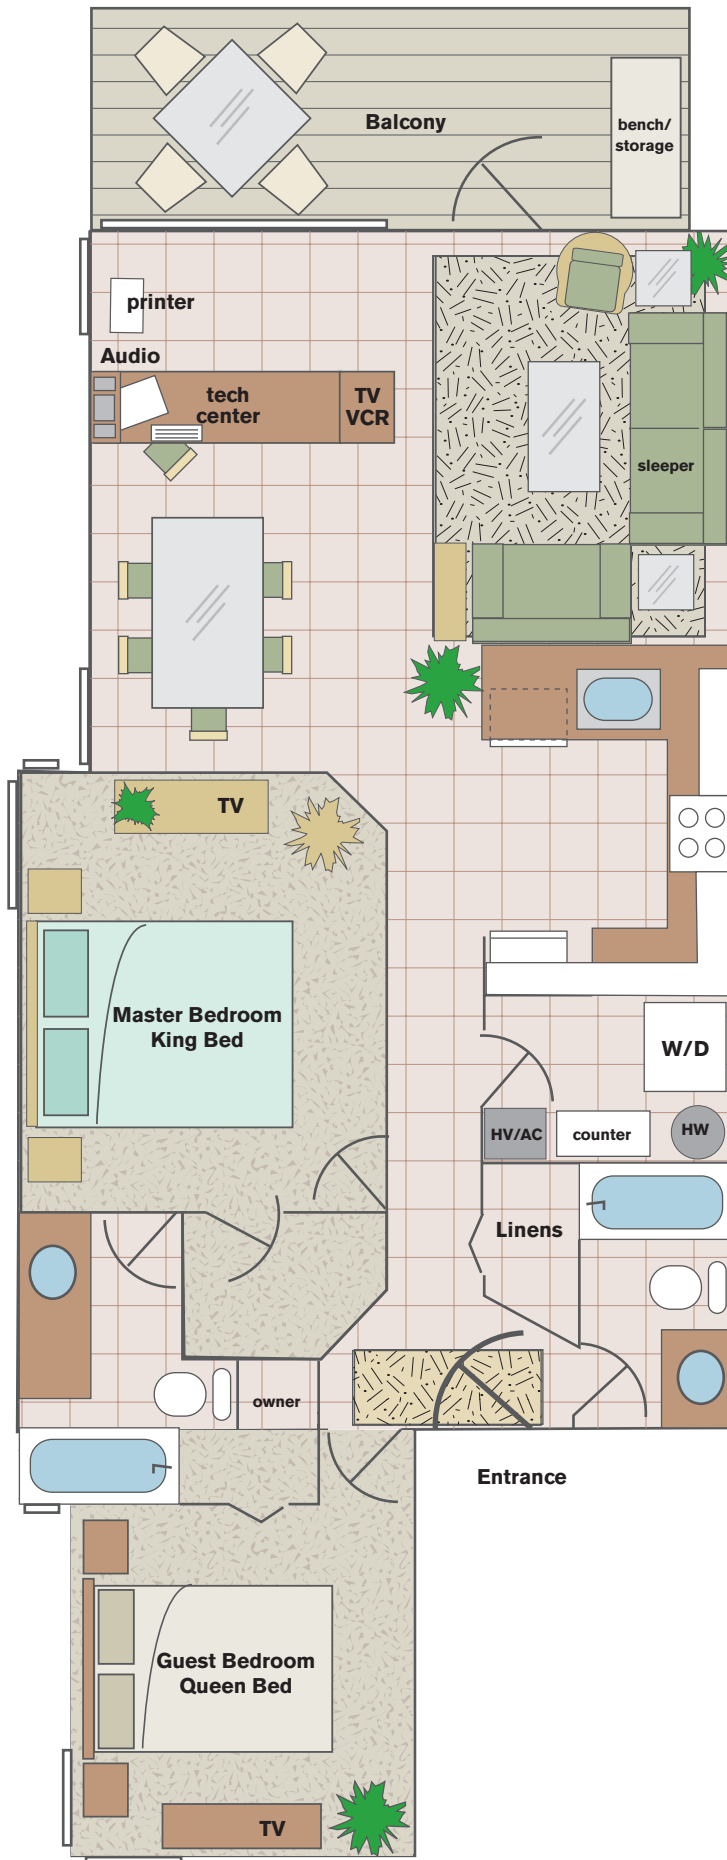 Balcony
bench/
storage
printer
Audio
tech
center
TV
VCR
sleeper
TV
Master Bedroom
King Bed
W/D
HV/AC
counter
HW
Linens
owner
Entrance
Guest Bedroom
Queen Bed
TV